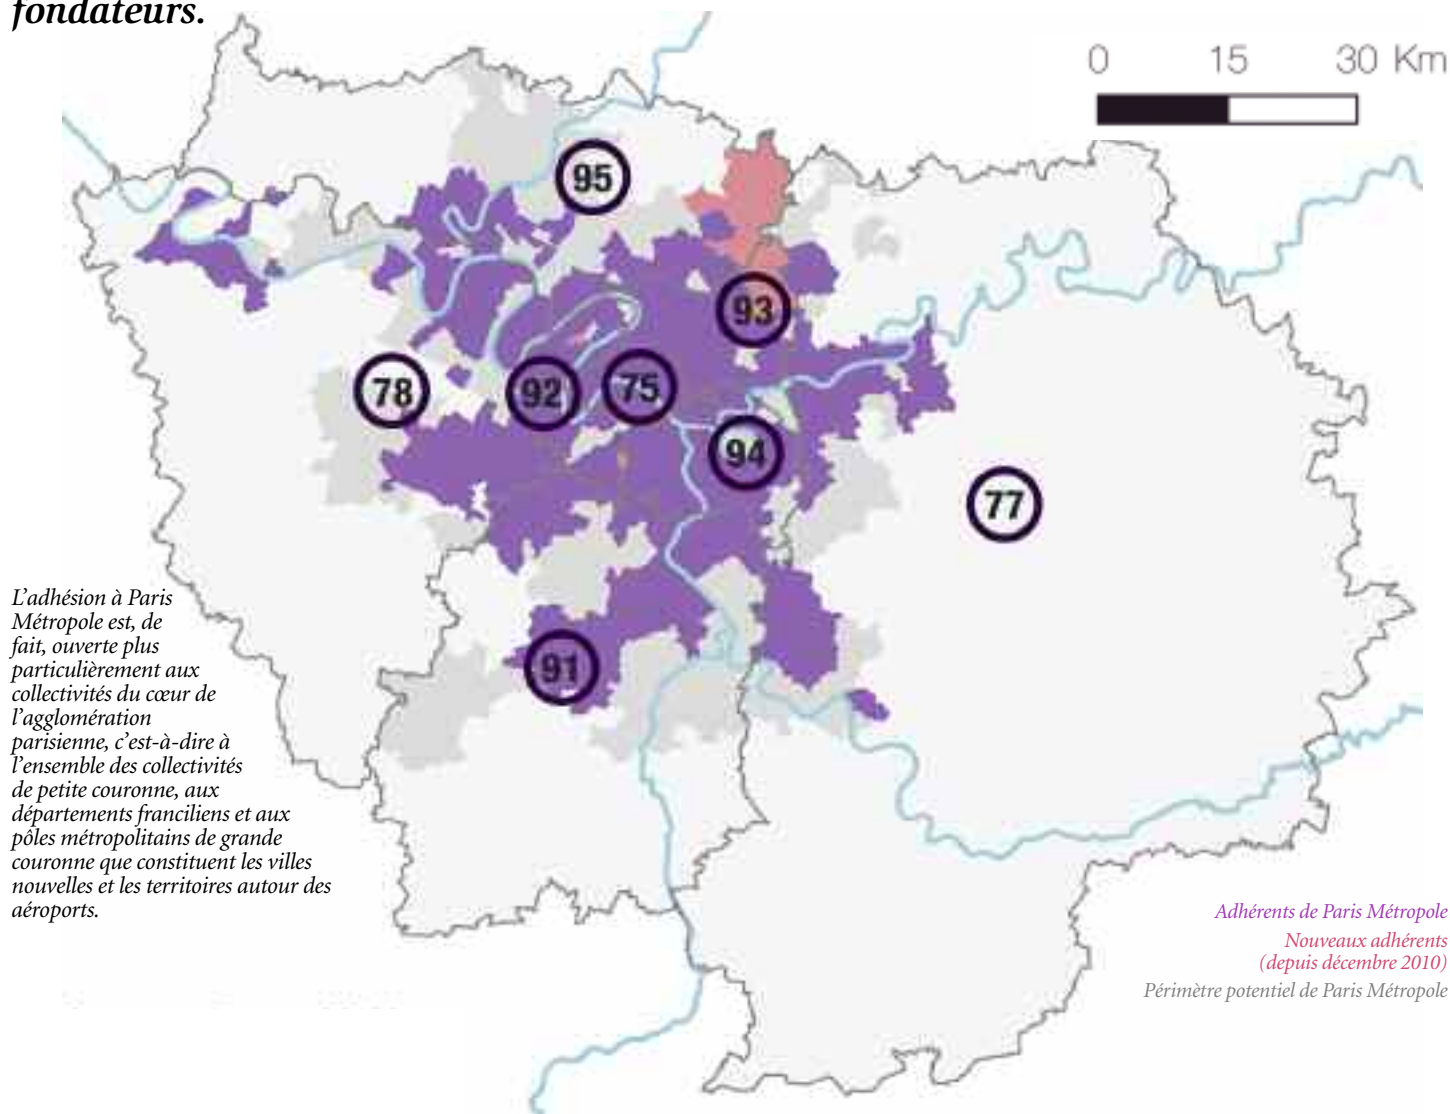 fondateurs.
0 15 30 Km
95
93
78
92
75
94
77
91
L'adhésion à Paris
Métropole est, de
fait, ouverte plus
particulièrement aux
collectivités du cœur de
l'agglomération
parisienne, c'est-à-dire à
l'ensemble des collectivités
de petite couronne, aux
départements franciliens et aux
pôles métropolitains de grande
couronne que constituent les villes
nouvelles et les territoires autour des
aéroports.
Adhérents de Paris Métropole
Nouveaux adhérents
(depuis décembre 2010)
Périmètre potentiel de Paris Métropole